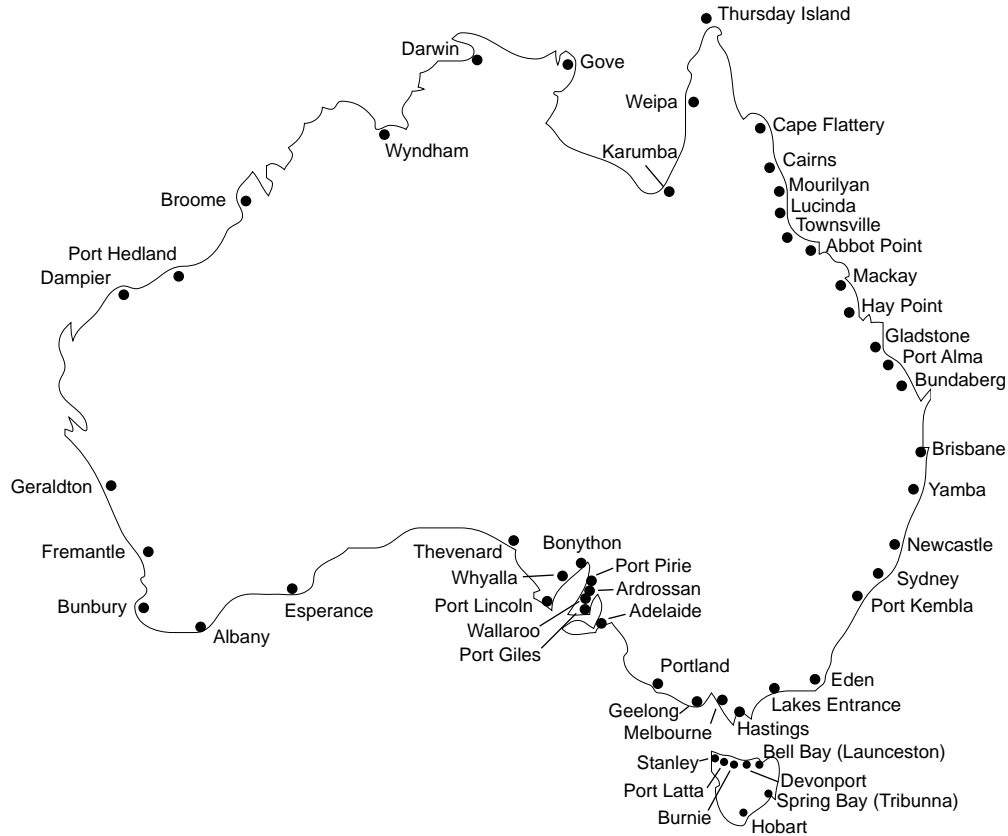 Thursday Island
Darwin
Gove
Weipa
Cape Flattery
Wyndham
Karumba
Cairns
Mourilyan
Broome
Lucinda
Townsville
Port Hedland
Abbot Point
Dampier
Mackay
Hay Point
Gladstone
Port Alma
Bundaberg
Brisbane
Geraldton
Yamba
Fremantle
Thevenard
Bonython
Newcastle
Whyalla
Port Pirie
Sydney
Ardrossan
Bunbury
Esperance
Port Lincoln
Adelaide
Port Kembla
Albany
Wallaroo
Port Giles
Portland
Eden
Geelong
Lakes Entrance
Melbourne
Hastings
Stanley
Bell Bay (Launceston)
Port Latta
Devonport
Burnie
Spring Bay (Tribunna)
Hobart